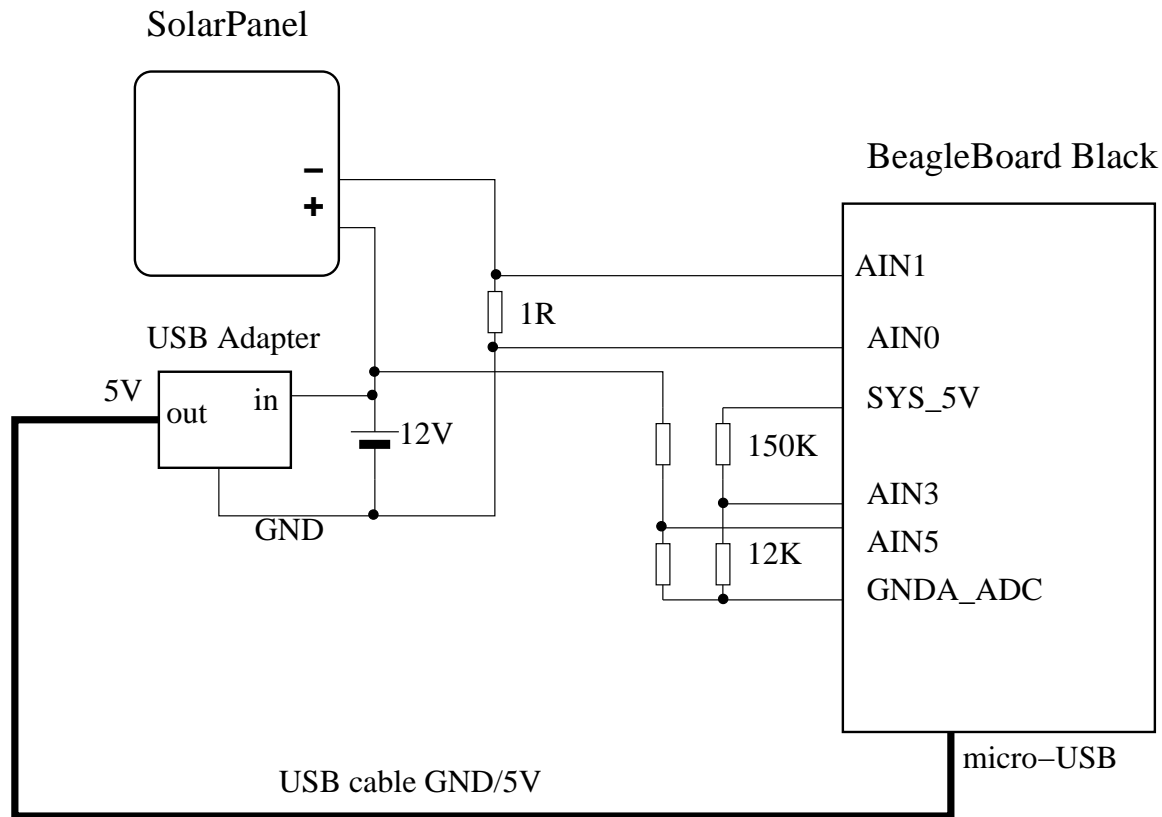 SolarPanel
BeagleBoard Black
−
+
AIN1
1R
USB Adapter
AIN0
5V
in
out
SYS_5V
12V
150K
AIN3
GND
AIN5
12K
GNDA_ADC
micro−USB
USB cable GND/5V